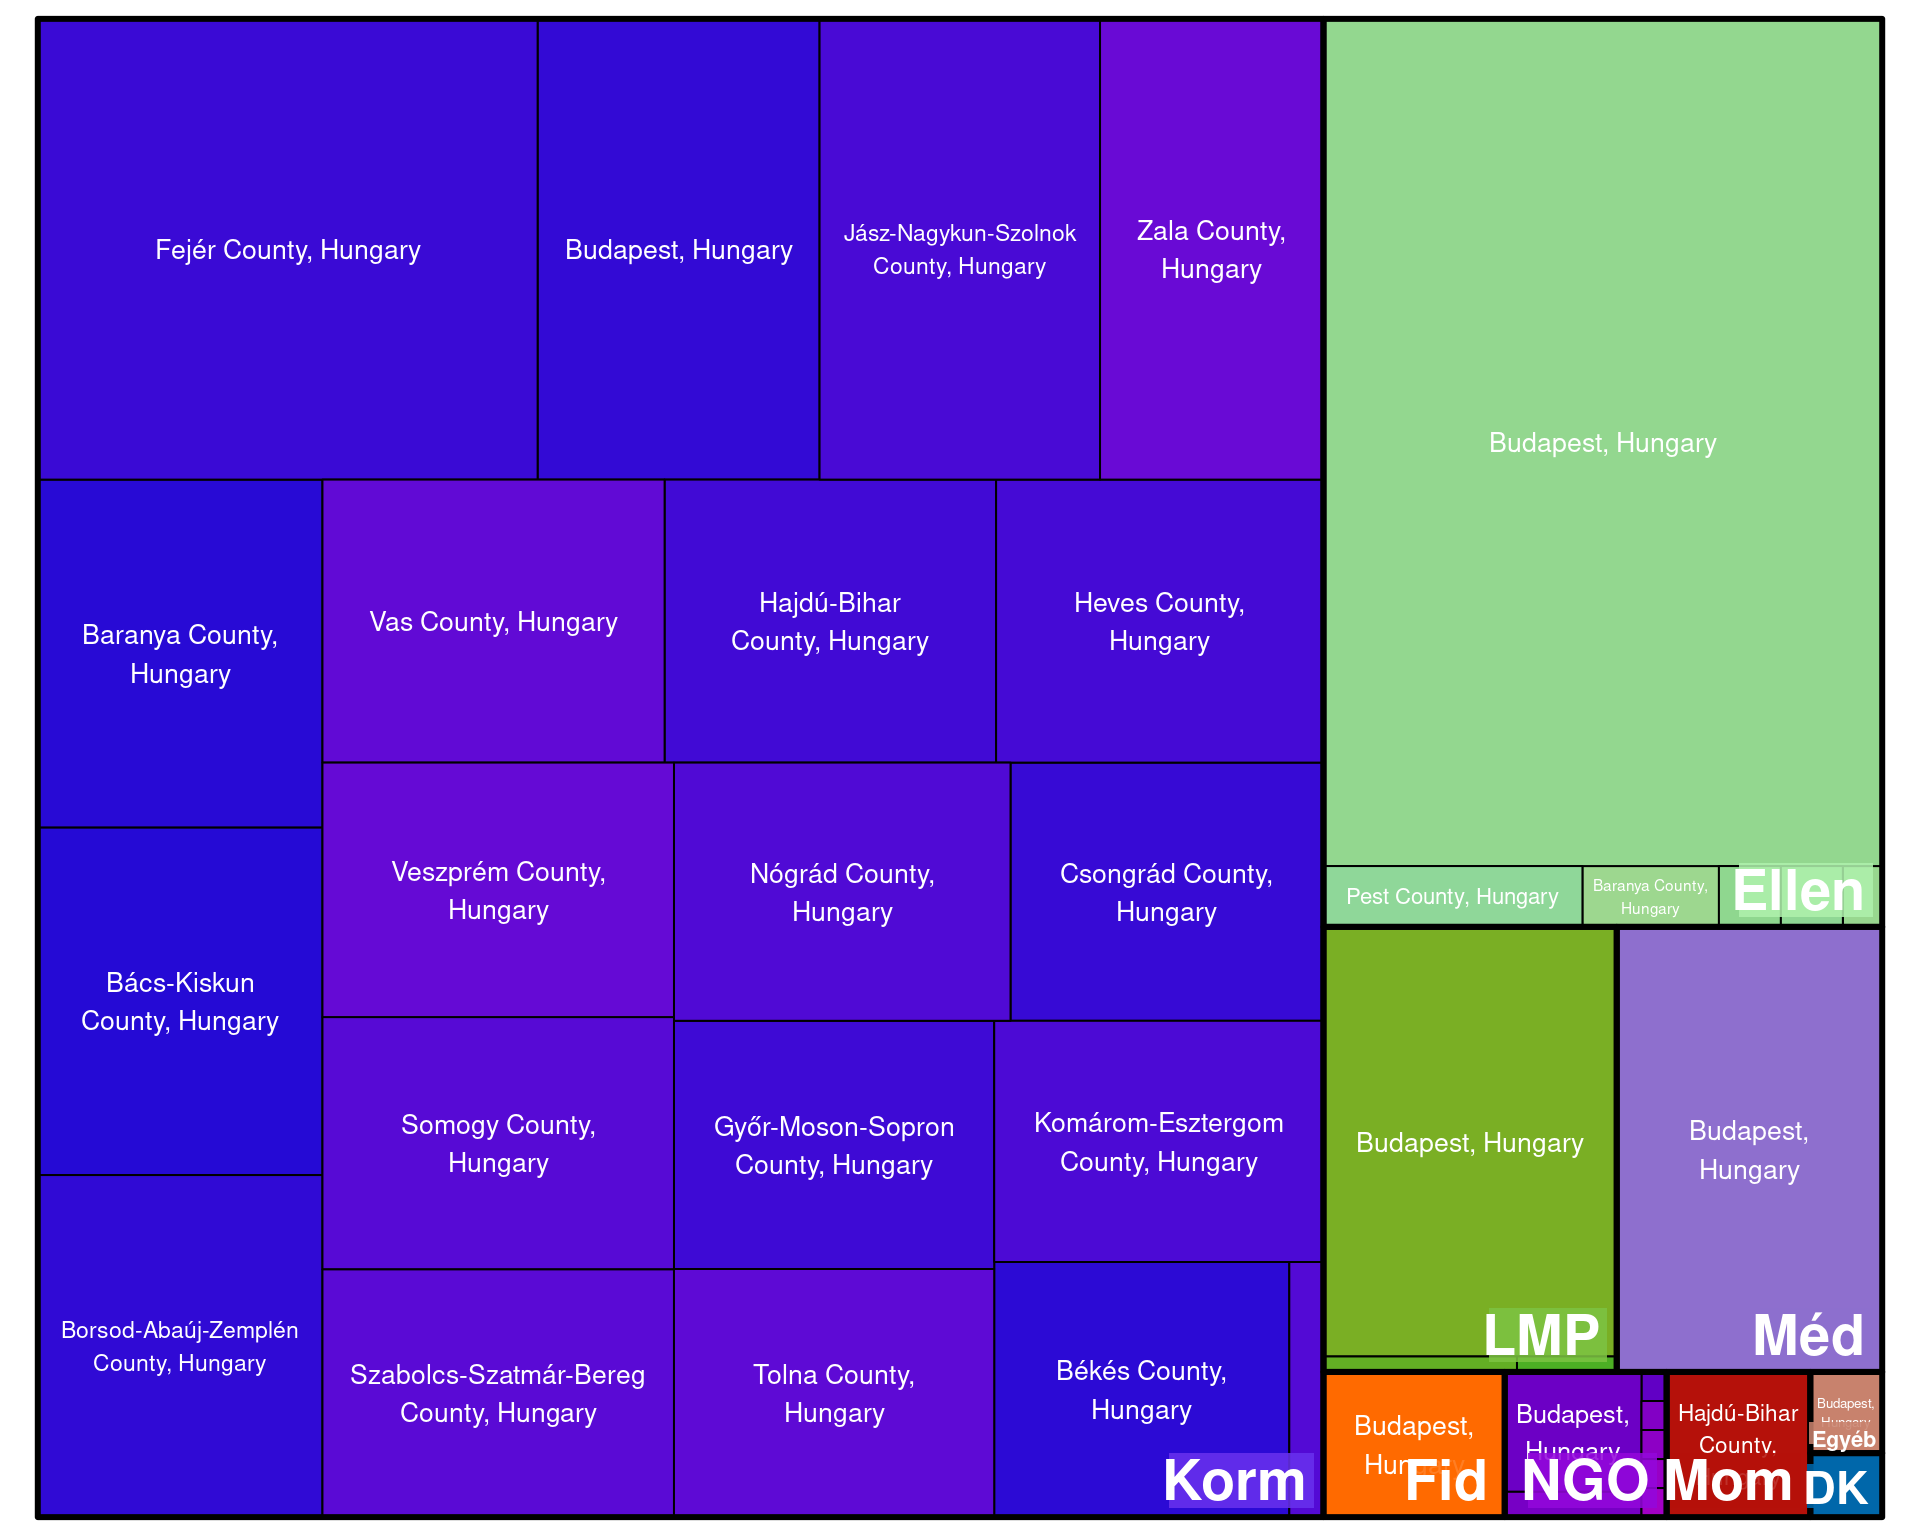 Fejér County, Hungary
Budapest, Hungary
Jász-Nagykun-Szolnok
County, Hungary
Zala County,
Hungary
Baranya County,
Hungary
Vas County, Hungary
Hajdú-Bihar
County, Hungary
Heves County,
Hungary
Bács-Kiskun
County, Hungary
Veszprém County,
Hungary
Nógrád County,
Hungary
Csongrád County,
Hungary
Somogy County,
Hungary
Győr-Moson-Sopron
County, Hungary
Komárom-Esztergom
County, Hungary
Borsod-Abaúj-Zemplén
County, Hungary
Szabolcs-Szatmár-Bereg
County, Hungary
Tolna County,
Hungary
Békés County,
Hungary
Korm
Budapest, Hungary
Pest County, Hungary
Baranya County,
Hungary
Ellen
Budapest, Hungary
LMP
Budapest,
Hungary
Méd
Budapest,
Hungary
Fid
Budapest,
Hungary
NGO
Hajdú-Bihar
County,
Mom
Budapest,
Hungary
Egyéb
DK